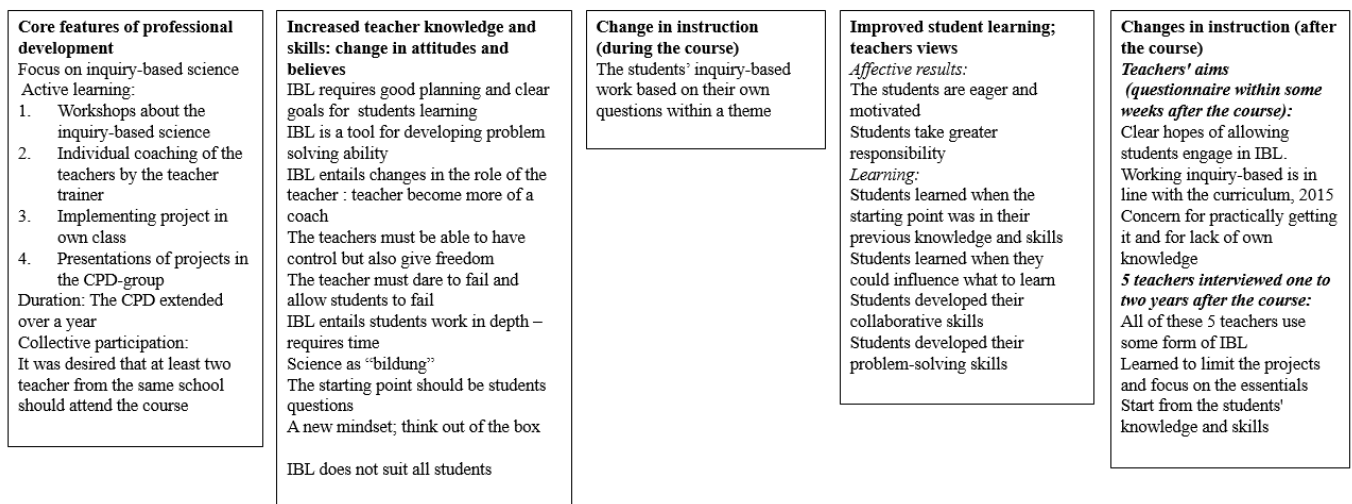 Core features of professional
development
Focus on inquiry-based science
Active learning:
1. Workshops about the
inquiry-based science
2. Individual coaching of the
teachers by the teacher
trainer
3. Implementing project in
own class
4. Presentations of projects in
the CPD-group
Duration: The CPD extended
over a year
Collective participation:
It was desired that at least two
teacher from the same school
should attend the course
Increased teacher knowledge and
skills: change in attitudes and
believes
IBL requires good planning and clear
goals for students learning
IBL is a tool for developing problem
solving ability
IBL entails changes in the role of the
teacher : teacher become more of a
coach
The teachers must be able to have
control but also give freedom
The teacher must dare to fail and
allow students to fail
IBL entails students work in depth –
requires time
Science as “bildung”
The starting point should be students
questions
A new mindset; think out of the box
IBL does not suit all students
Change in instruction
(during the course)
The students’ inquiry-based
work based on their own
questions within a theme
Improved student learning;
teachers views
Affective results:
The students are eager and
motivated
Students take greater
responsibility
Learning:
Students learned when the
starting point was in their
previous knowledge and skills
Students learned when they
could influence what to learn
Students developed their
collaborative skills
Students developed their
problem-solving skills
Changes in instruction (after
the course)
Teachers' aims
(questionnaire within some
weeks after the course):
Clear hopes of allowing
students engage in IBL.
Working inquiry-based is in
line with the curriculum, 2015
Concern for practically getting
it and for lack of own
knowledge
5 teachers interviewed one to
two years after the course:
All of these 5 teachers use
some form of IBL
Learned to limit the projects
and focus on the essentials
Start from the students'
knowledge and skills